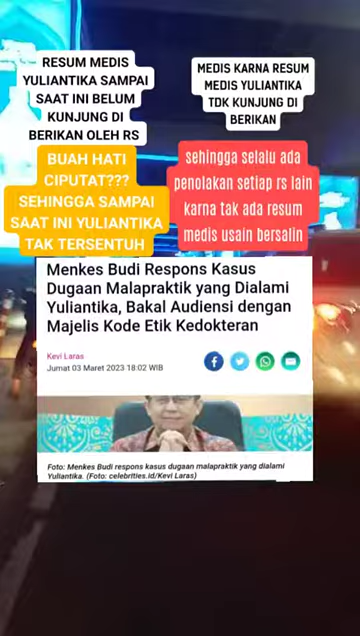 RESUM MEDIS
YULIANTIKA SAMPAI
SAAT INI BELUM
KUNJUNG DI
BERIKAN OLEH RS
BUAH HATI
CIPUTAT???
SEHINGGA SAMPAI
SAAT INI YULIANTIKA
TAK TERSENTUH
MEDIS KARNA RESUM
MEDIS YULIANTIKA
TDK KUNJUNG DI
BERIKAN
sehingga selalu ada
penolakan setiap rs lain
karna tak ada resum
medis usain bersalin
Menkes Budi Respons Kasus
Dugaan Malapraktik yang Dialami
Yuliantika, Bakal Audiensi dengan
Majelis Kode Etik Kedokteran
Kevi Laras
Jumat 03 Maret 2023 18:02 WIB
Foto: Menkes Budi respons kasus dugaan malapraktik yang dialami
Yuliantika. (Foto: celebrities.id/Kevi Laras)